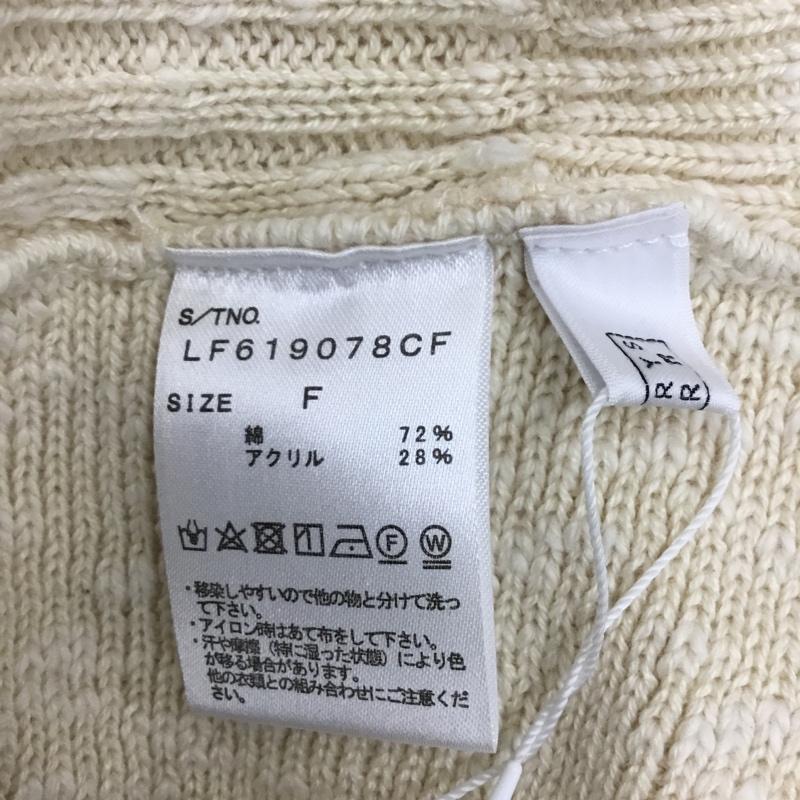 S/TNO.
LF619078CF
SIZE F
綿 72%
アクリル 28%
F W
・移染しやすいので他の物と分けて洗っ
て下さい。
・アイロン時はあて布をして下さい。
・汗や摩擦（特に湿った状態）により色
が移る場合があります。
他の衣類との組み合わせにご注意くだ
さい。